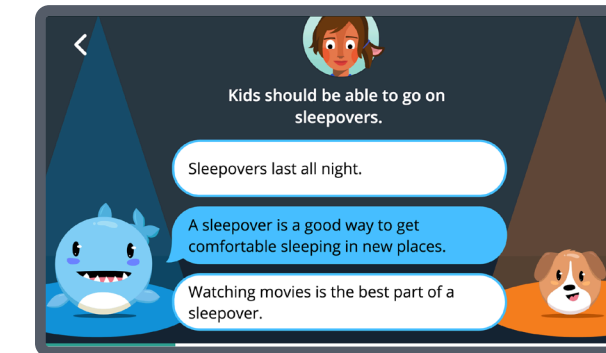 Kids should be able to go on
sleepovers.
Sleepovers last all night.
A sleepover is a good way to get
comfortable sleeping in new places.
Watching movies is the best part of a
sleepover.